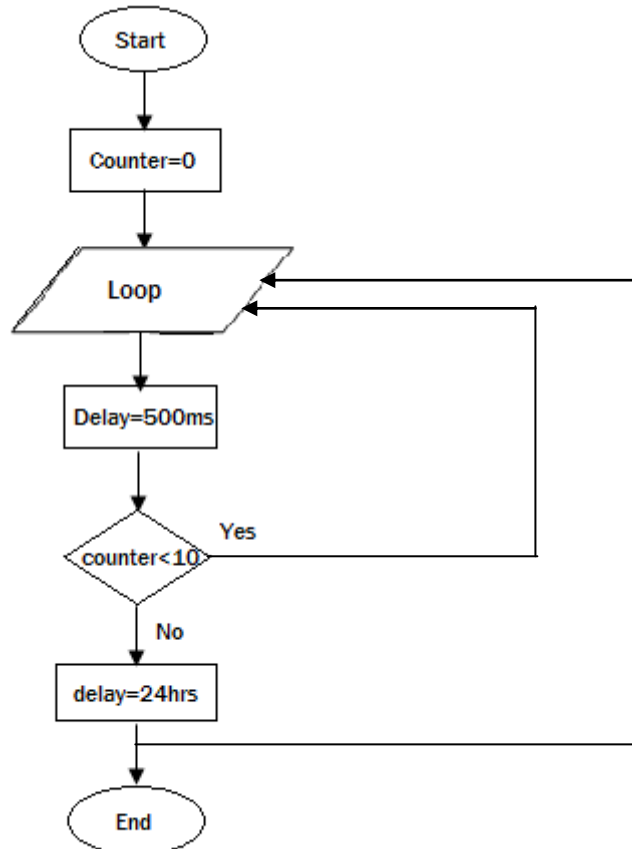 Start
Counter=0
Loop
Delay=500ms
Yes
counter<10
No
delay=24hrs
End